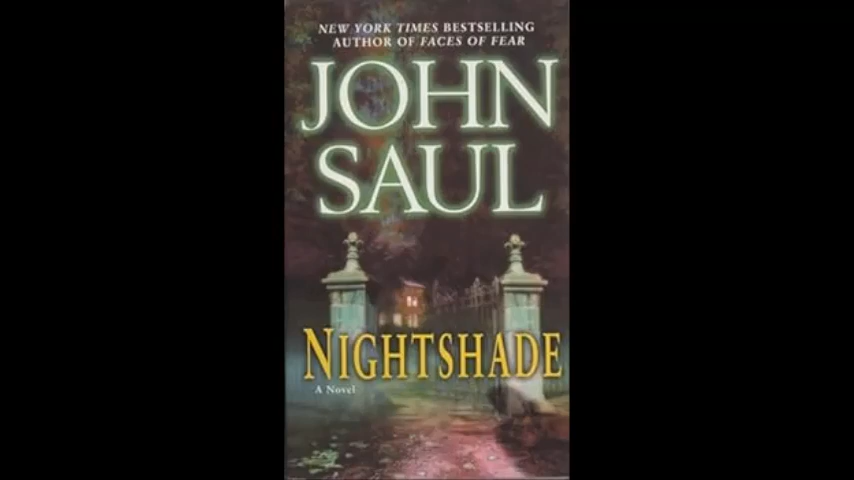 NEW YORK TIMES BESTSELLING
AUTHOR OF FACES OF FEAR
JOHN
SAUL
NIGHTSHADE
A Novel